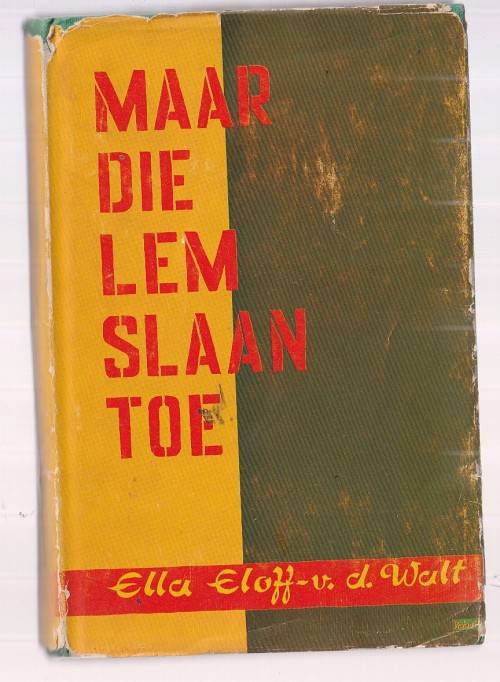 MAAR
DIE
LEM
SLAAN
TOE
Ella Eloff-v. d. Walt